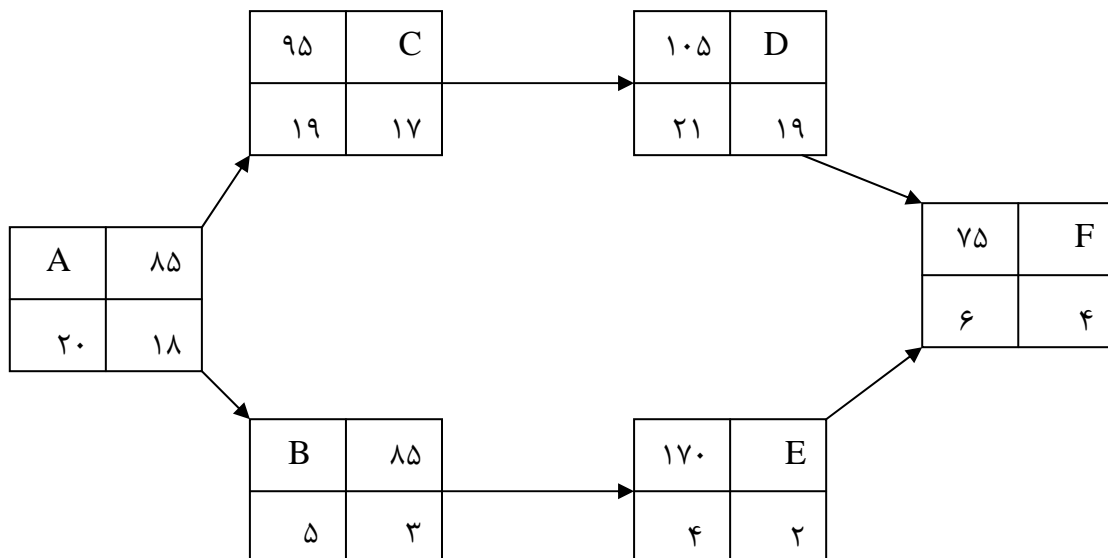 ۹۵ C
۱۹ ۱۷
۱۰۵ D
۲۱ ۱۹
A ۸۵
۲۰ ۱۸
۷۵ F
۶ ۴
B ۸۵
۵ ۳
۱۷۰ E
۴ ۲